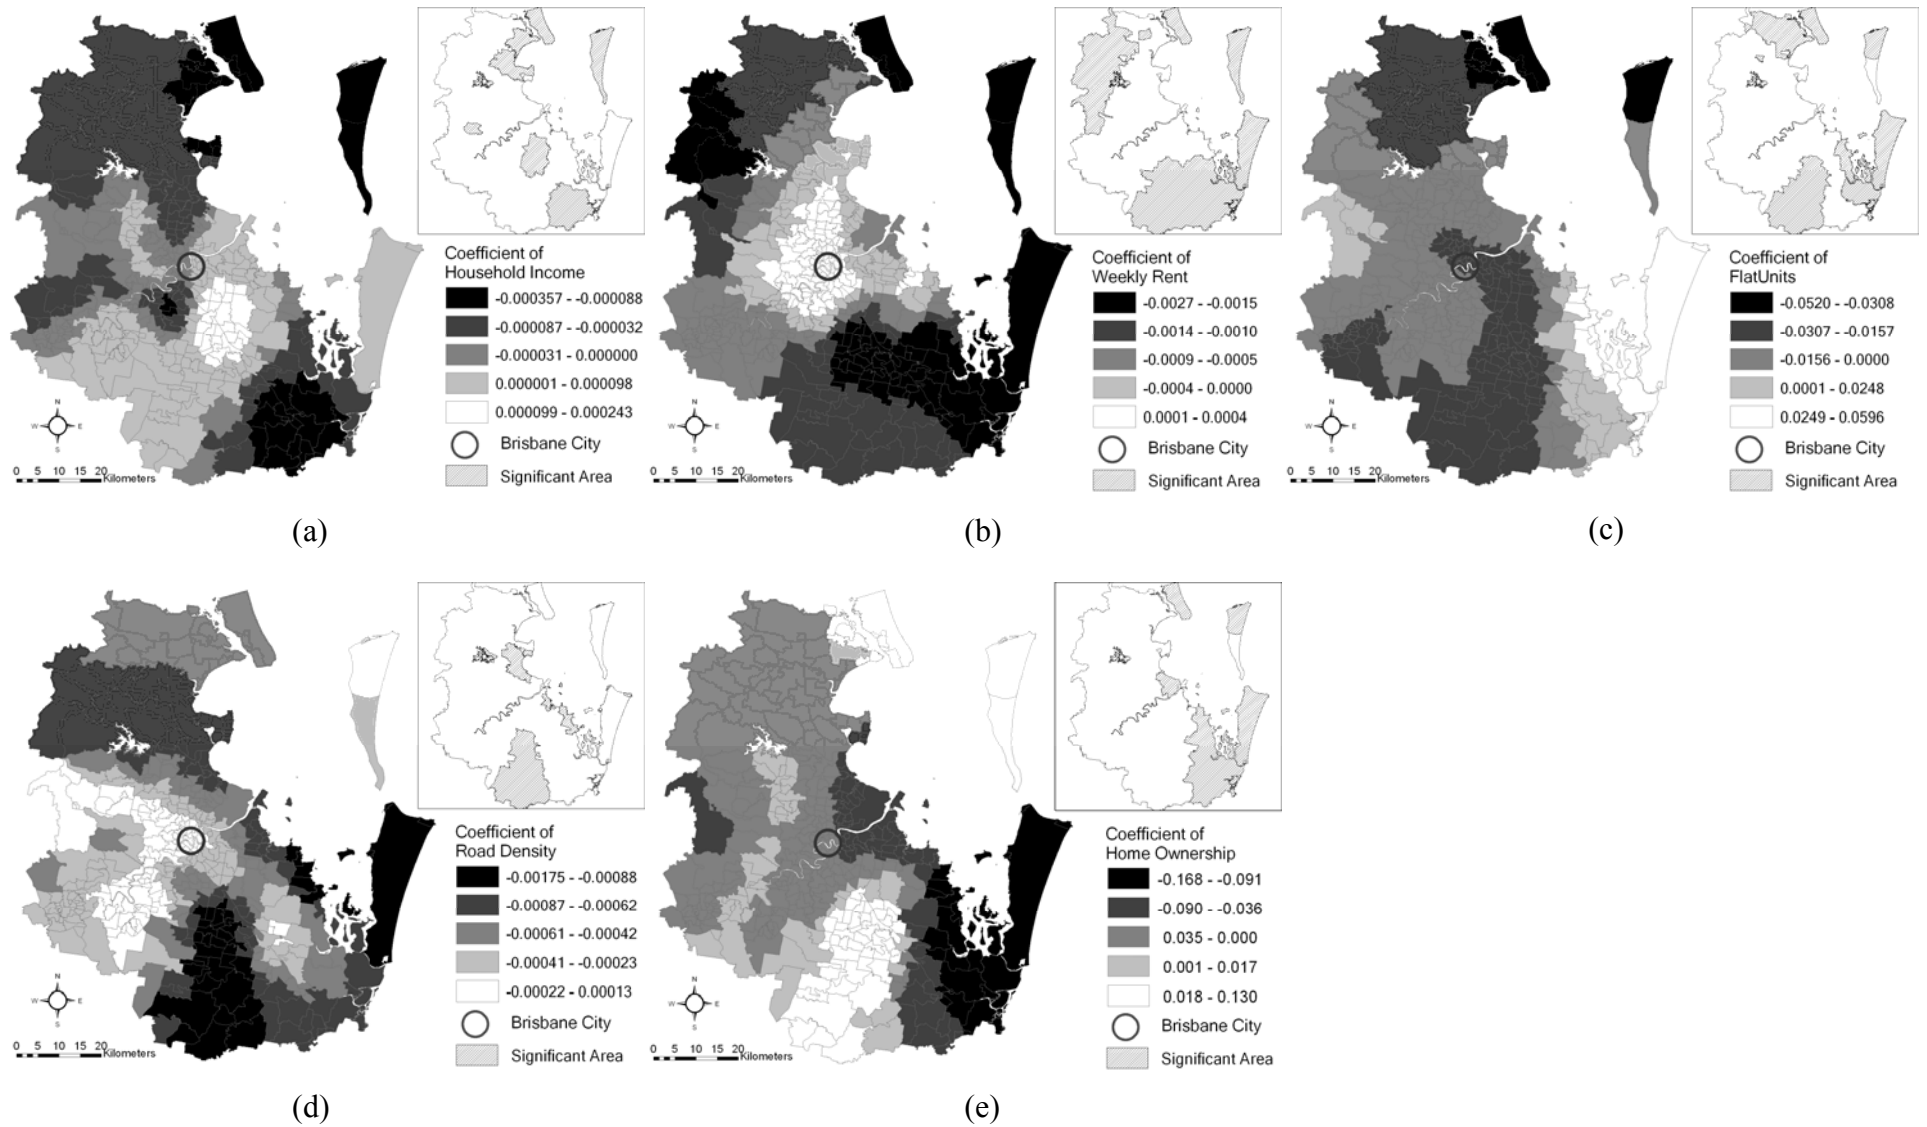 Coefficient of
Household Income
-0.000357 - -0.000088
-0.000087 - -0.000032
-0.000031 - 0.000000
0.000001 - 0.000098
0.000099 - 0.000243
Brisbane City
Significant Area
N
W E
S
0 5 10 15 20
Kilometers
(a)
Coefficient of
Weekly Rent
-0.0027 - -0.0015
-0.0014 - -0.0010
-0.0009 - -0.0005
-0.0004 - 0.0000
0.0001 - 0.0004
Brisbane City
Significant Area
N
W E
S
0 5 10 15 20
Kilometers
(b)
Coefficient of
FlatUnits
-0.0520 - -0.0308
-0.0307 - -0.0157
-0.0156 - 0.0000
0.0001 - 0.0248
0.0249 - 0.0596
Brisbane City
Significant Area
N
W E
S
0 5 10 15 20
Kilometers
(c)
Coefficient of
Road Density
-0.00175 - -0.00088
-0.00087 - -0.00062
-0.00061 - -0.00042
-0.00041 - -0.00023
-0.00022 - 0.00013
Brisbane City
Significant Area
N
W E
S
0 5 10 15 20
Kilometers
(d)
Coefficient of
Home Ownership
-0.168 - -0.091
-0.090 - -0.036
0.035 - 0.000
0.001 - 0.017
0.018 - 0.130
Brisbane City
Significant Area
N
W E
S
0 5 10 15 20
Kilometers
(e)